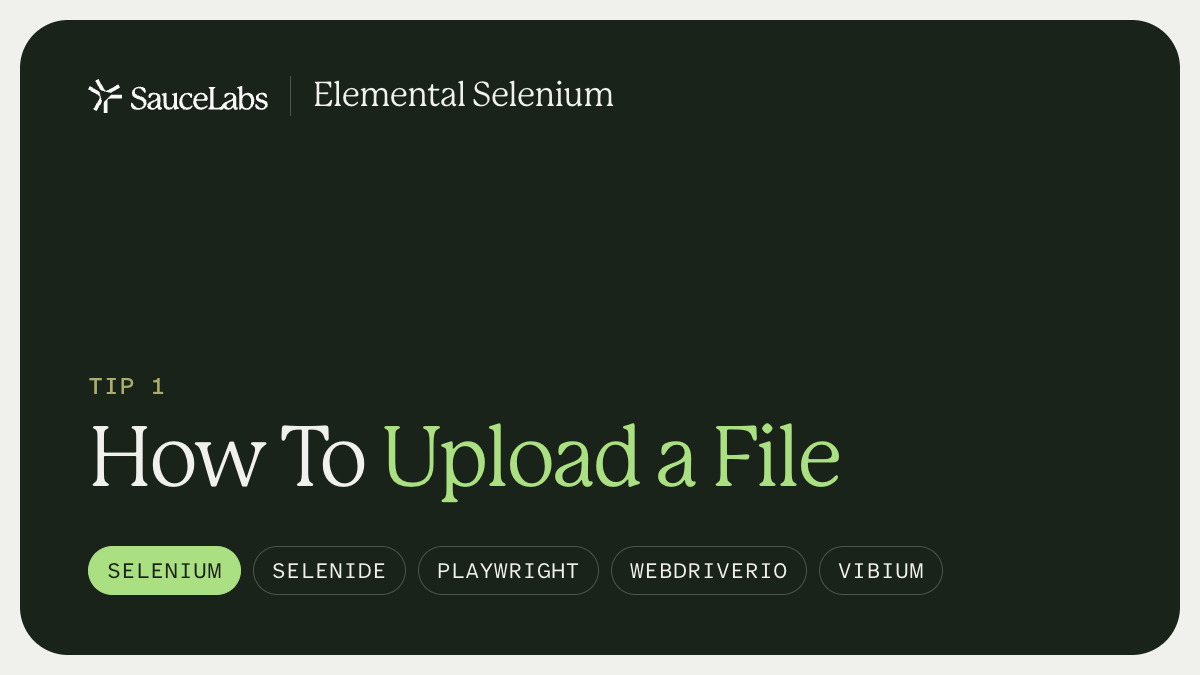 SauceLabs Elemental Selenium
TIP 1
How To Upload a File
SELENIUM SELENIDE PLAYWRIGHT WEBDRIVERIO VIBIUM